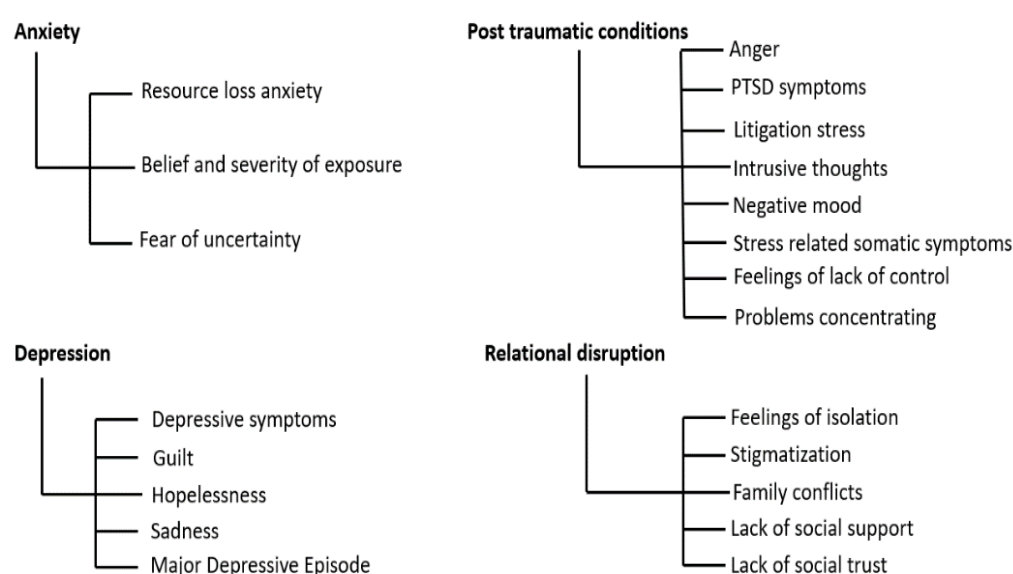 Anxiety
Resource loss anxiety
Belief and severity of exposure
Fear of uncertainty
Post traumatic conditions
Anger
PTSD symptoms
Litigation stress
Intrusive thoughts
Negative mood
Stress related somatic symptoms
Feelings of lack of control
Problems concentrating
Depression
Depressive symptoms
Guilt
Hopelessness
Sadness
Major Depressive Episode
Relational disruption
Feelings of isolation
Stigmatization
Family conflicts
Lack of social support
Lack of social trust